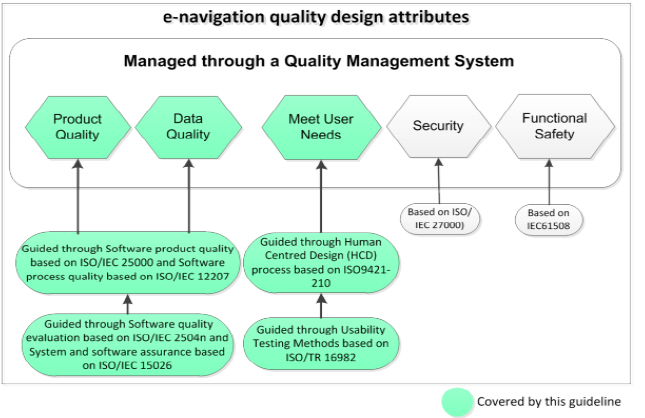 e-navigation quality design attributes
Managed through a Quality Management System
Product
Quality
Data
Quality
Meet User
Needs
Security
Functional
Safety
Based on ISO/
IEC 27000)
Based on
IEC61508
Guided through Software product quality
based on ISO/IEC 25000 and Software
process quality based on ISO/IEC 12207
Guided through Human
Centred Design (HCD)
process based on ISO9421-
210
Guided through Software quality
evaluation based on ISO/IEC 2504n and
System and software assurance based
on ISO/IEC 15026
Guided through Usability
Testing Methods based on
ISO/TR 16982
Covered by this guideline